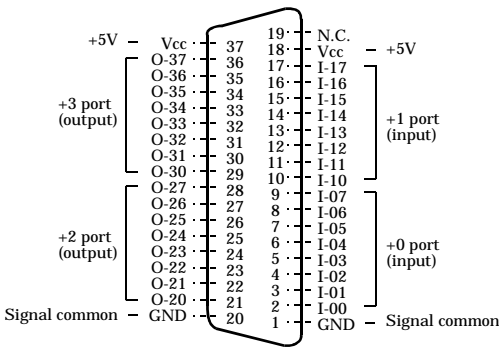 19 N.C.
+5V Vcc 37 18 Vcc +5V
O-37 36 17 I-17
O-36 35 16 I-16
O-35 34 15 I-15
O-34 33 14 I-14
O-33 32 13 I-13
O-32 31 12 I-12
O-31 30 11 I-11
O-30 29 10 I-10
+3 port
(output)
+1 port
(input)
O-27 28 9 I-07
O-26 27 8 I-06
O-25 26 7 I-05
O-24 25 6 I-04
O-23 24 5 I-03
O-22 23 4 I-02
O-21 22 3 I-01
O-20 21 2 I-00
+2 port
(output)
+0 port
(input)
Signal common GND 20 1 GND Signal common